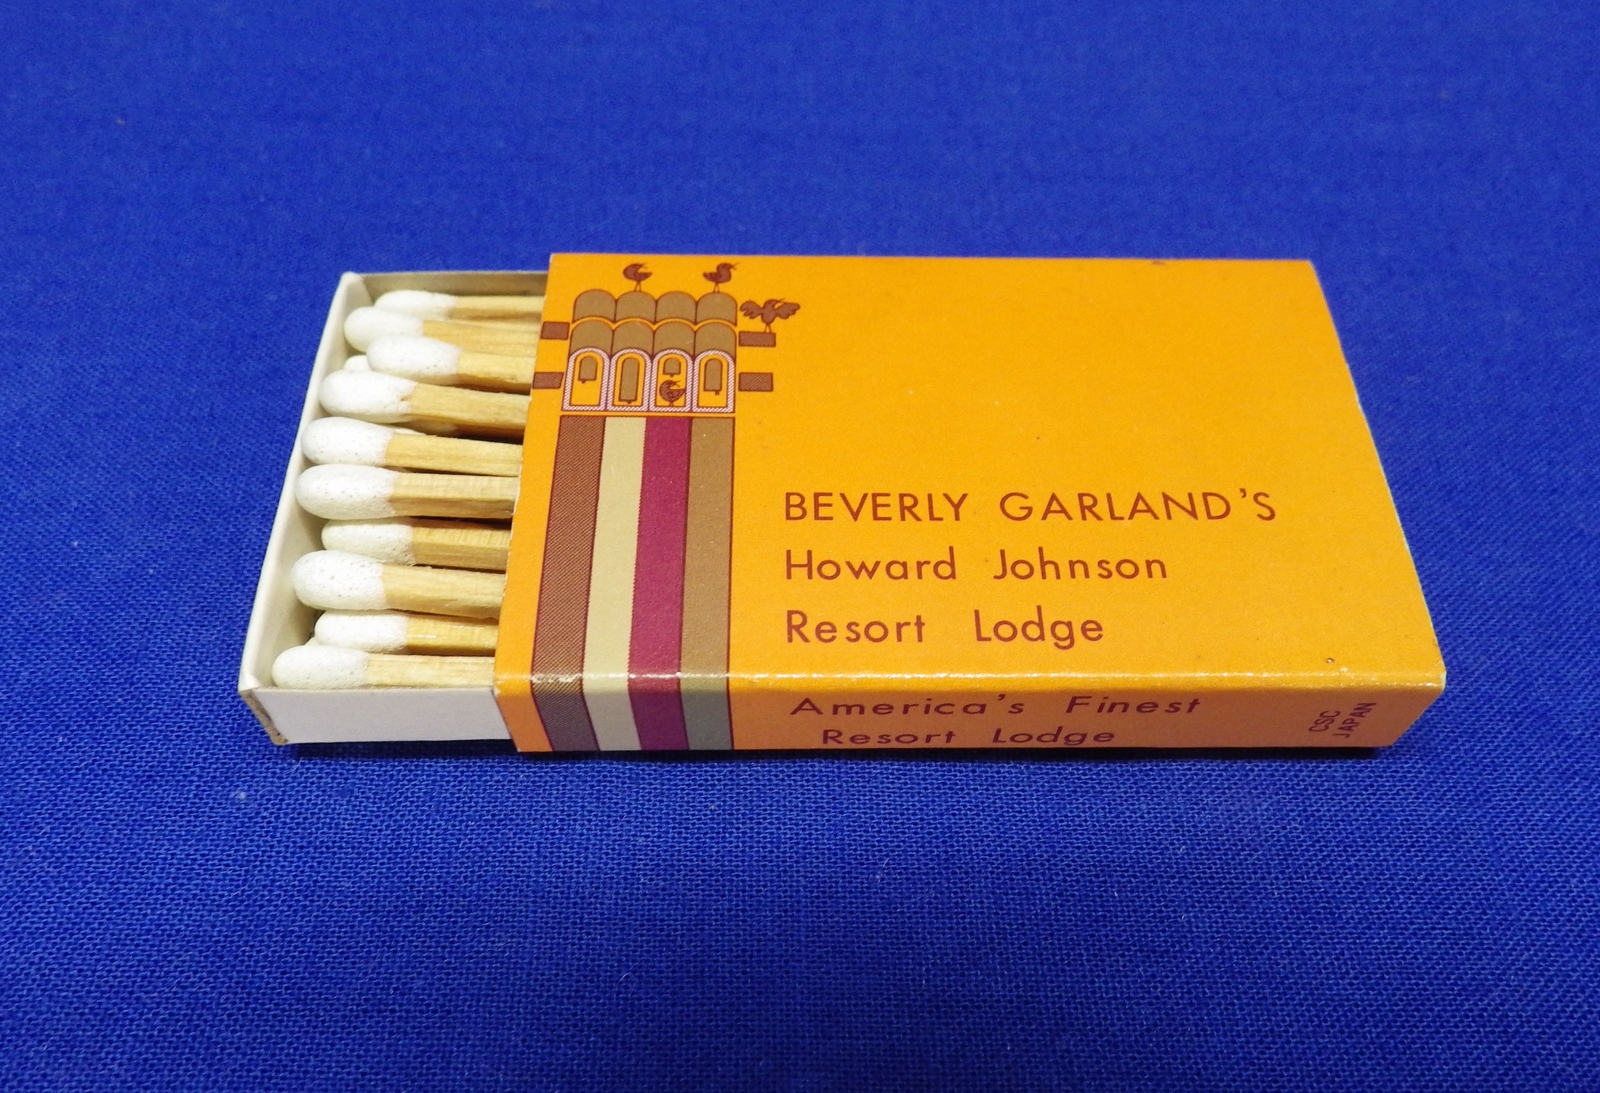 BEVERLY GARLAND'S
Howard Johnson
Resort Lodge
America's Finest
Resort Lodge
CSC
JAPAN